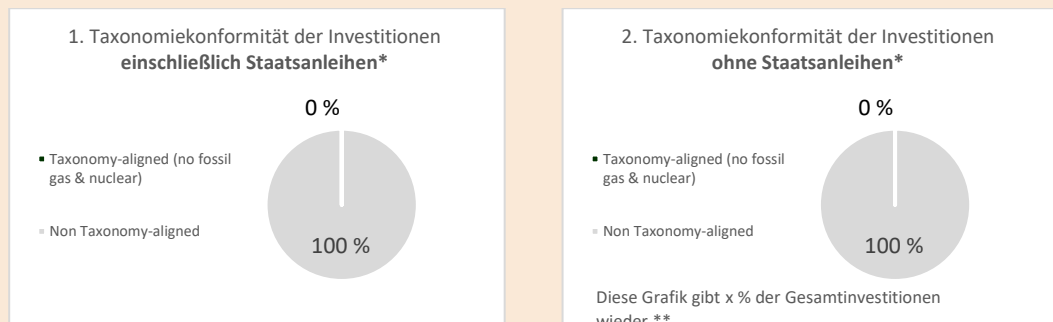 1. Taxonomiekonformität der Investitionen
einschließlich Staatsanleihen*
0 %
Taxonomy-aligned (no fossil
gas & nuclear)
Non Taxonomy-aligned
100 %
2. Taxonomiekonformität der Investitionen
ohne Staatsanleihen*
0 %
Taxonomy-aligned (no fossil
gas & nuclear)
Non Taxonomy-aligned
100 %
Diese Grafik gibt x % der Gesamtinvestitionen
wieder.**